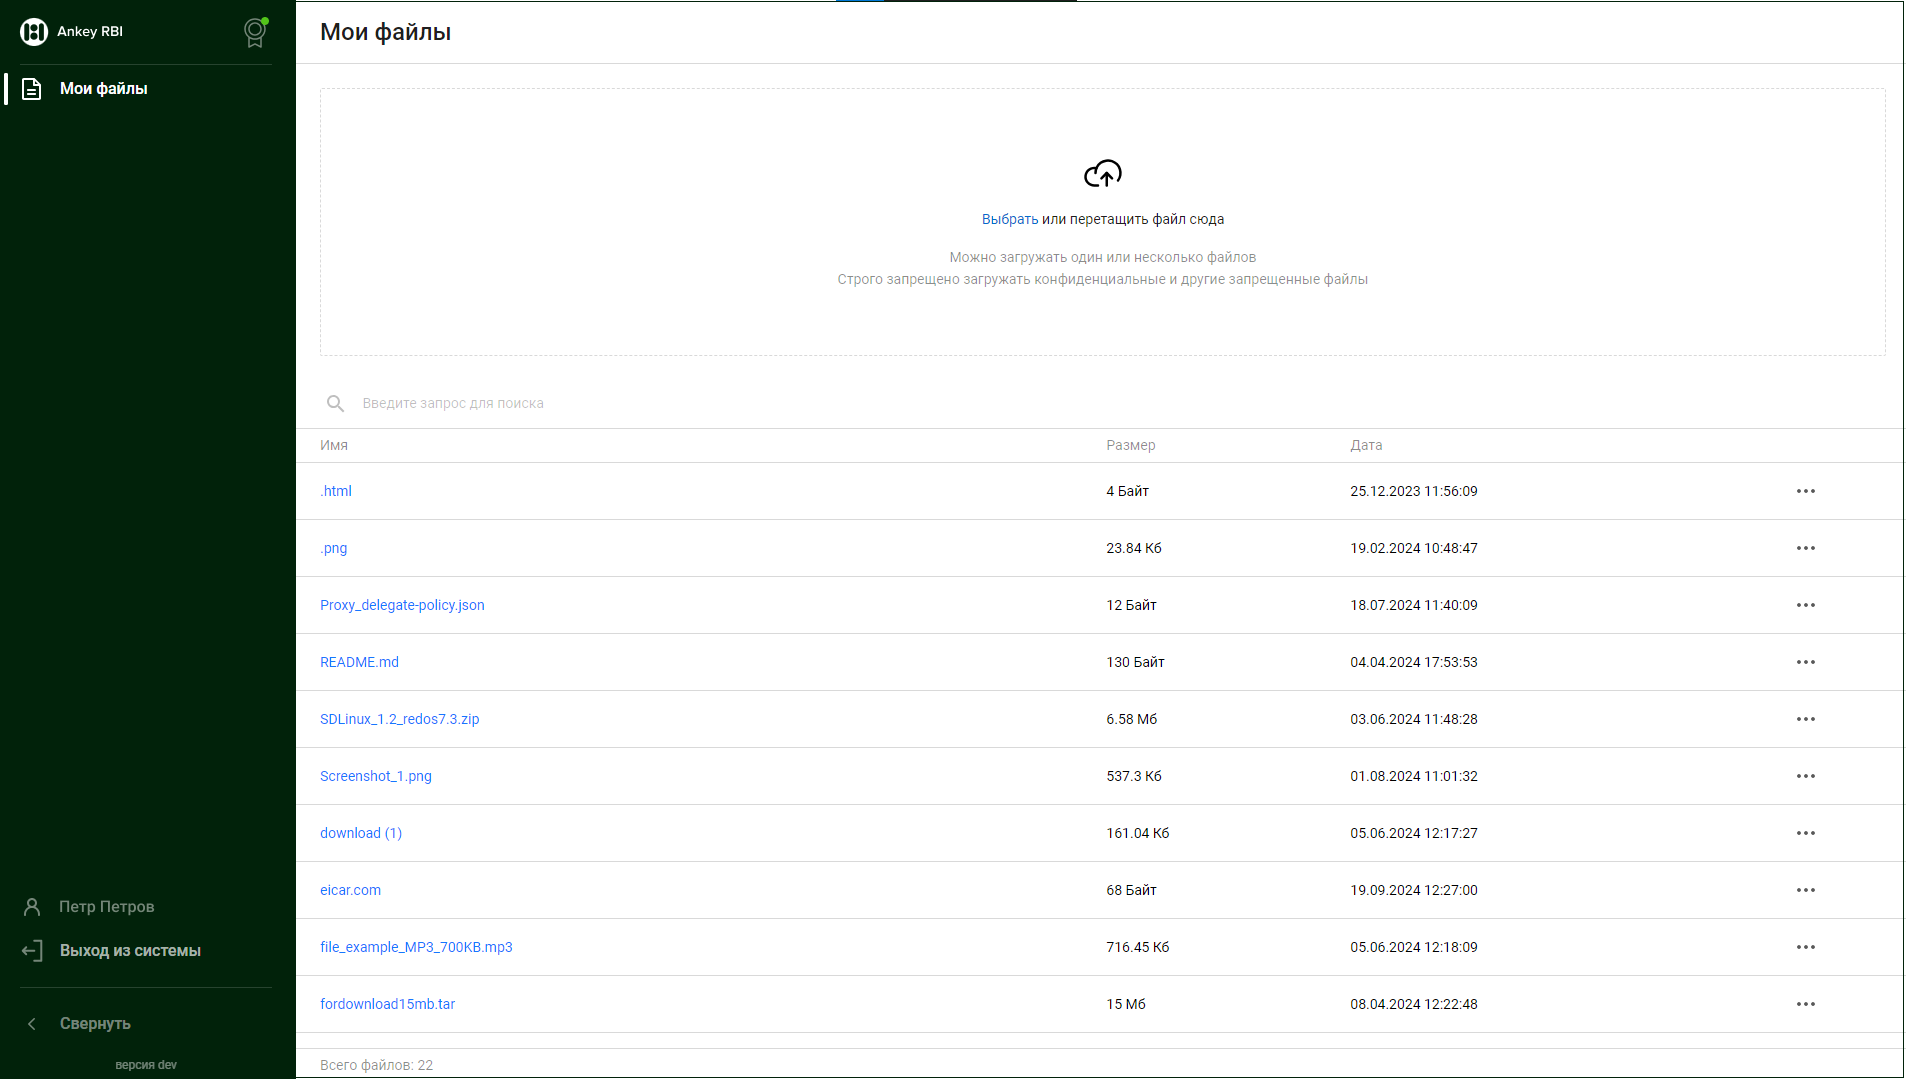 Ankey RBI
Мои файлы
Мои файлы
Выбрать или перетащить файл сюда
Можно загружать один или несколько файлов
Строго запрещено загружать конфиденциальные и другие запрещенные файлы
Введите запрос для поиска
Имя Размер Дата
.html 4 Байт 25.12.2023 11:56:09
.png 23.84 Кб 19.02.2024 10:48:47
Proxy_delegate-policy.json 12 Байт 18.07.2024 11:40:09
README.md 130 Байт 04.04.2024 17:53:53
SDLinux_1.2_redos7.3.zip 6.58 Мб 03.06.2024 11:48:28
Screenshot_1.png 537.3 Кб 01.08.2024 11:01:32
download (1) 161.04 Кб 05.06.2024 12:17:27
eicar.com 68 Байт 19.09.2024 12:27:00
file_example_MP3_700KB.mp3 716.45 Кб 05.06.2024 12:18:09
fordownload15mb.tar 15 Мб 08.04.2024 12:22:48
Всего файлов: 22
Петр Петров
Выход из системы
Свернуть
версия dev